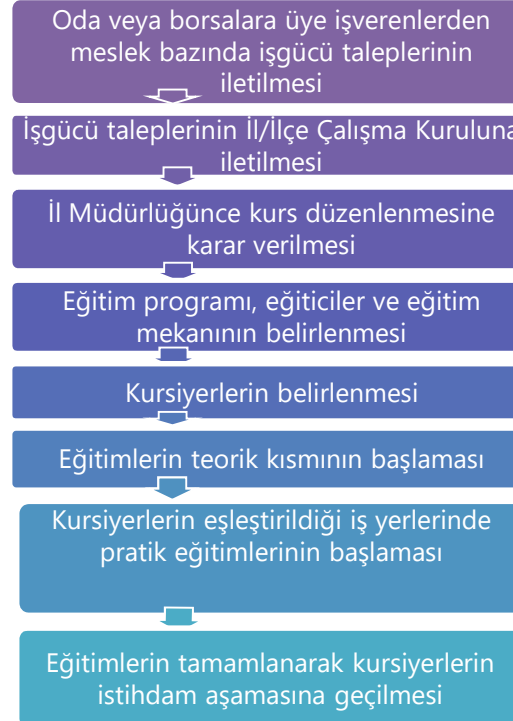 Oda veya borsalara üye işverenlerden
meslek bazında işgücü taleplerinin
iletilmesi
İşgücü taleplerinin İl/İlçe Çalışma Kuruluna
iletilmesi
İl Müdürlüğünce kurs düzenlenmesine
karar verilmesi
Eğitim programı, eğiticiler ve eğitim
mekanının belirlenmesi
Kursiyerlerin belirlenmesi
Eğitimlerin teorik kısmının başlaması
Kursiyerlerin eşleştirildiği iş yerlerinde
pratik eğitimlerinin başlaması
Eğitimlerin tamamlanarak kursiyerlerin
istihdam aşamasına geçilmesi